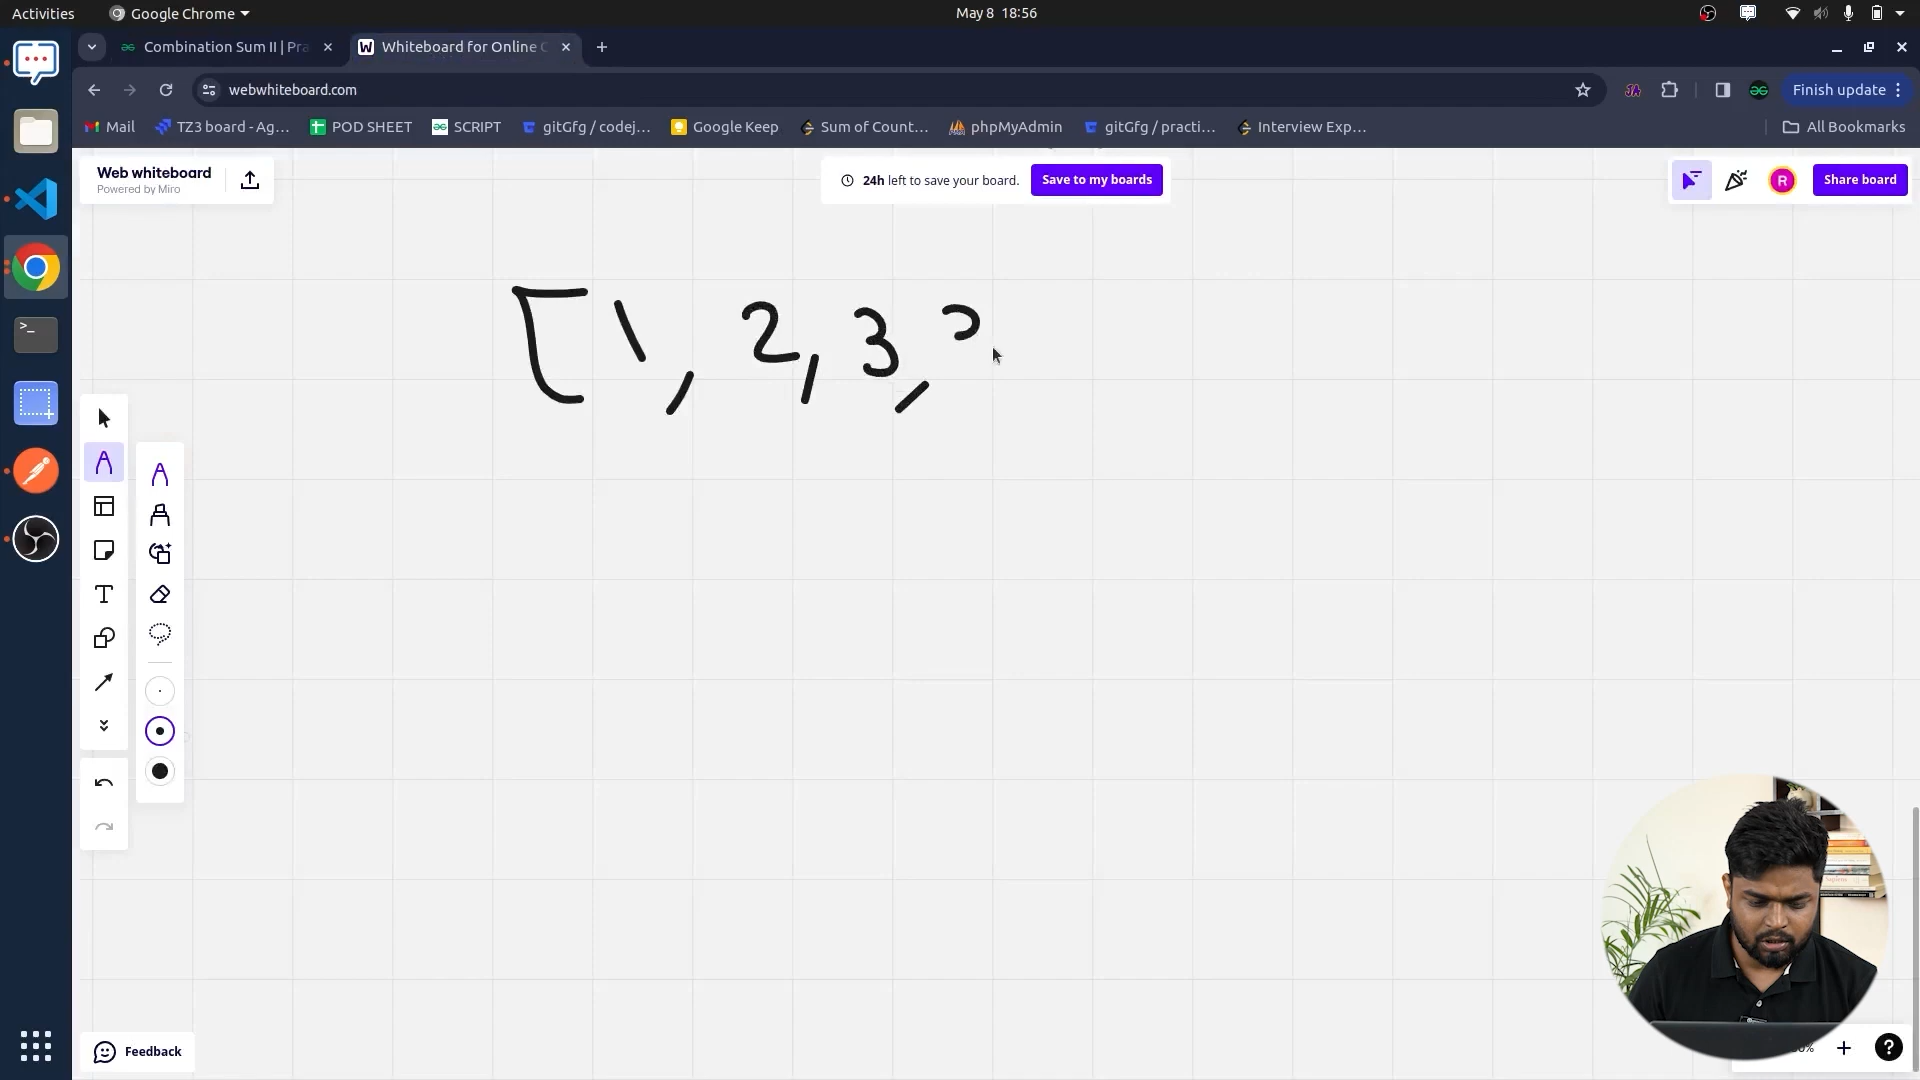 Activities Google Chrome May 8 18:56
Combination Sum II | Pra Whiteboard for Online C
webwhiteboard.com Finish update
Mail TZ3 board - Ag... POD SHEET SCRIPT gitGfg / codej... Google Keep Sum of Count... phpMyAdmin gitGfg / practi... Interview Exp... All Bookmarks
Web whiteboard
Powered by Miro
24h left to save your board. Save to my boards
R Share board
[1, 2, 3,
Feedback